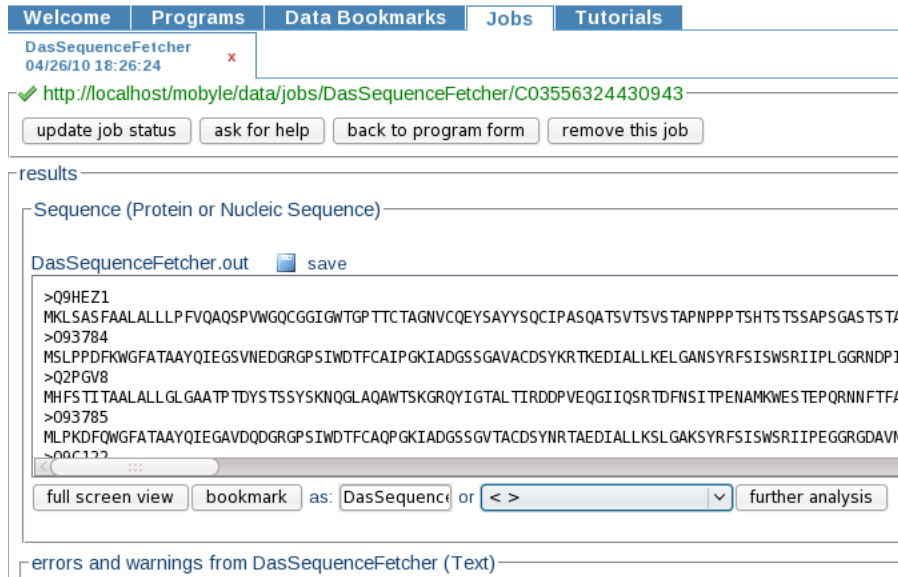 Welcome Programs Data Bookmarks Jobs Tutorials
DasSequenceFetcher
04/26/10 18:26:24 x
http://localhost/mobyle/data/jobs/DasSequenceFetcher/C03556324430943
update job status ask for help back to program form remove this job
results
Sequence (Protein or Nucleic Sequence)
DasSequenceFetcher.out save
>Q9HEZ1
MKLSASFAALALLLPFVQAQSPVWGQCGGIGWTGPTTCTAGNVCQEYSAYYSQCIPASQATSVTSVSTAPNPPPTSHTSTSSAPSGASTSTA
>O93784
MSLPPDFKWGFATAAYQIEGSVNEDGRGPSIWDTFCAIPGKIADGSSGAVACDSYKRTKEDIALLKELGANSYRFSISWSRIIPLGGRNDPI
>Q2PGV8
MHFSTITAALALLGLGAATPTDYSTSSYSKNQGLAQAWTSKGRQYIGTALTIRDDPVEQGIIQSRTDFNSITPENAMKWESTEPQRNNFTFA
>O93785
MLPKDFQWGFATAAYQIEGAVDQDGRGPSIWDTFCAQPGKIADGSSGVTACDSYNRTAEDIALLKSLGAKSYRFSISWSRIIPEGGRGDAVN
>Q9C122
full screen view bookmark as: DasSequence or < > further analysis
errors and warnings from DasSequenceFetcher (Text)